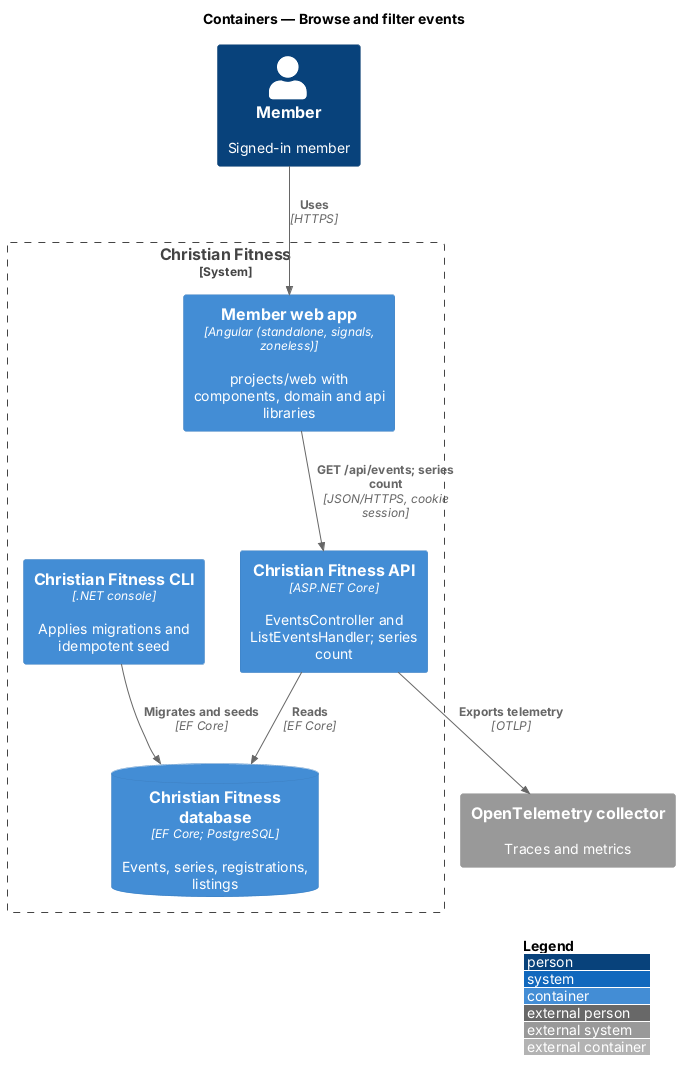 Containers — Browse and filter events
Member
Signed-in member
Uses
[HTTPS]
Christian Fitness
[System]
Member web app
[Angular (standalone, signals,
zoneless)]
projects/web with
components, domain and api
libraries
GET /api/events; series
count
[JSON/HTTPS, cookie
session]
Christian Fitness CLI
[.NET console]
Applies migrations and
idempotent seed
Christian Fitness API
[ASP.NET Core]
EventsController and
ListEventsHandler; series
count
Migrates and seeds
[EF Core]
Reads
[EF Core]
Exports telemetry
[OTLP]
Christian Fitness
database
[EF Core; PostgreSQL]
Events, series, registrations,
listings
OpenTelemetry collector
Traces and metrics
Legend
person
system
container
external person
external system
external container